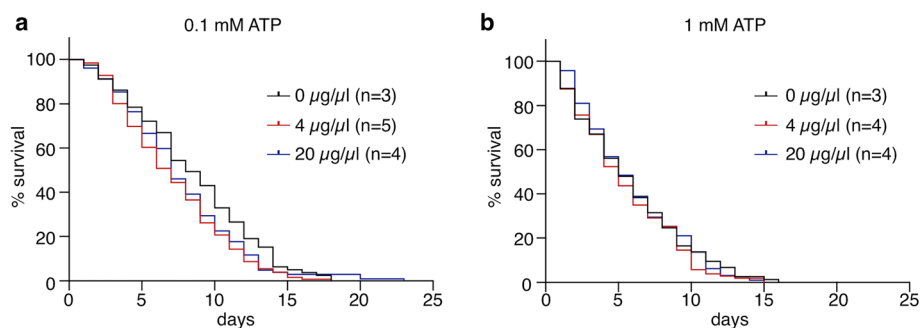 a
0.1 mM ATP
% survival
100
80
60
40
20
0
0 µg/µl (n=3)
4 µg/µl (n=5)
20 µg/µl (n=4)
0 5 10 15 20 25
days
b
1 mM ATP
% survival
100
80
60
40
20
0
0 µg/µl (n=3)
4 µg/µl (n=4)
20 µg/µl (n=4)
0 5 10 15 20 25
days